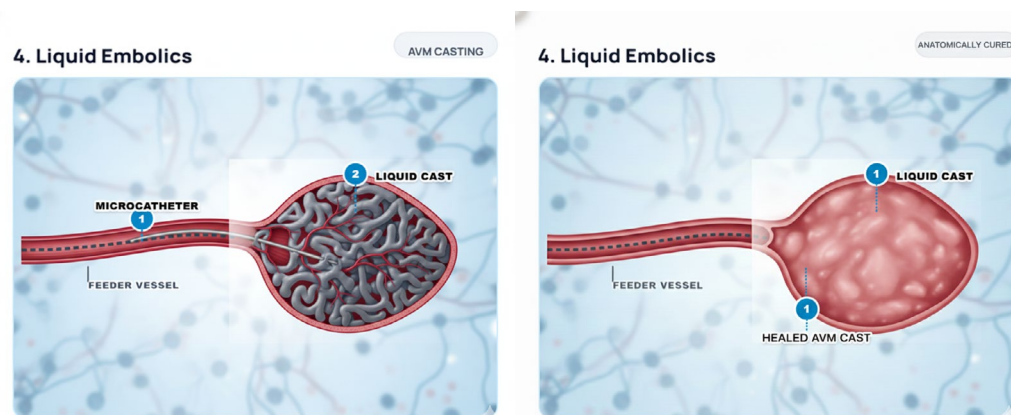 4. Liquid Embolics
AVM CASTING
2
LIQUID CAST
MICROCATHETER
1
FEEDER VESSEL
4. Liquid Embolics
ANATOMICALLY CURED
1
LIQUID CAST
FEEDER VESSEL
1
HEALED AVM CAST